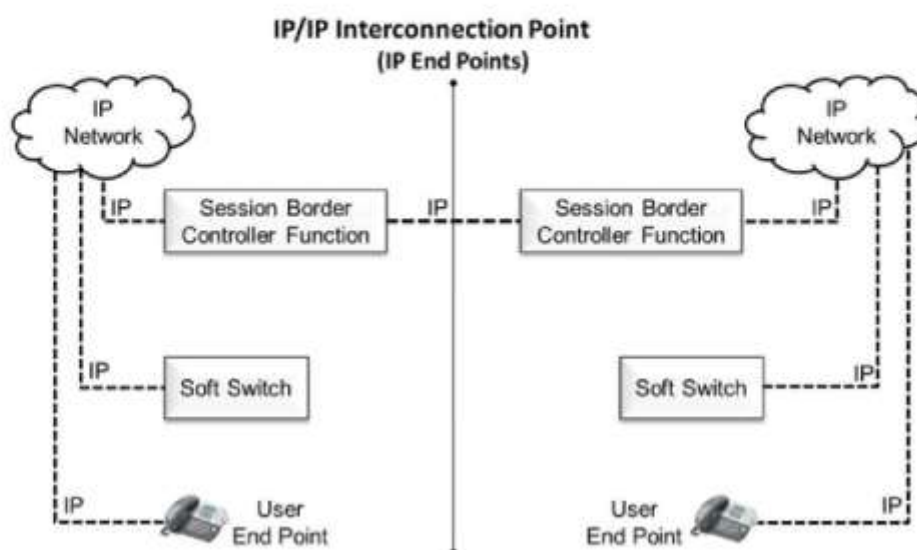 IP/IP Interconnection Point
(IP End Points)
IP
Network
IP
Network
IP
Session Border
Controller Function
IP
Session Border
Controller Function
IP
IP
Soft Switch
Soft Switch
IP
IP
User
End Point
User
End Point
IP